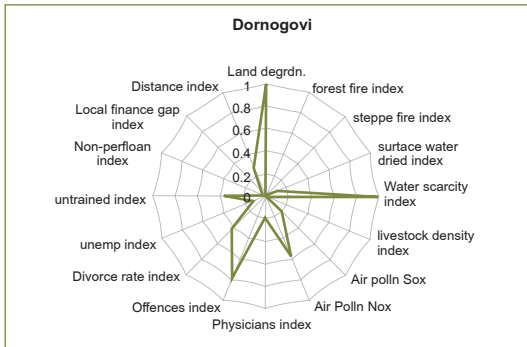 Dornogovi
Land degrdn.
forest fire index
steppe fire index
surtace water
dried index
Water scarcity
index
livestock density
index
Air polln Sox
Air Polln Nox
Physicians index
Offences index
Divorce rate index
unemp index
untrained index
Non-perfloan
index
Local finance gap
index
Distance index
1
0.8
0.6
0.4
0.2
0